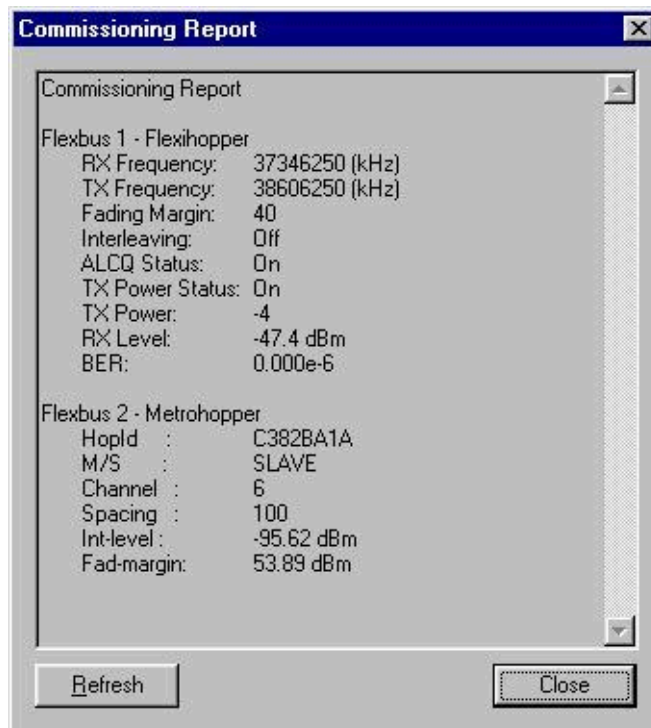 Commissioning Report
Commissioning Report
Flexbus 1 - Flexihopper
RX Frequency: 37346250 (kHz)
TX Frequency: 38606250 (kHz)
Fading Margin: 40
Interleaving: Off
ALCQ Status: On
TX Power Status: On
TX Power: -4
RX Level: -47.4 dBm
BER: 0.000e-6
Flexbus 2 - Metrohopper
HopId : C382BA1A
M/S : SLAVE
Channel : 6
Spacing : 100
Int-level : -95.62 dBm
Fad-margin: 53.89 dBm
Refresh
Close